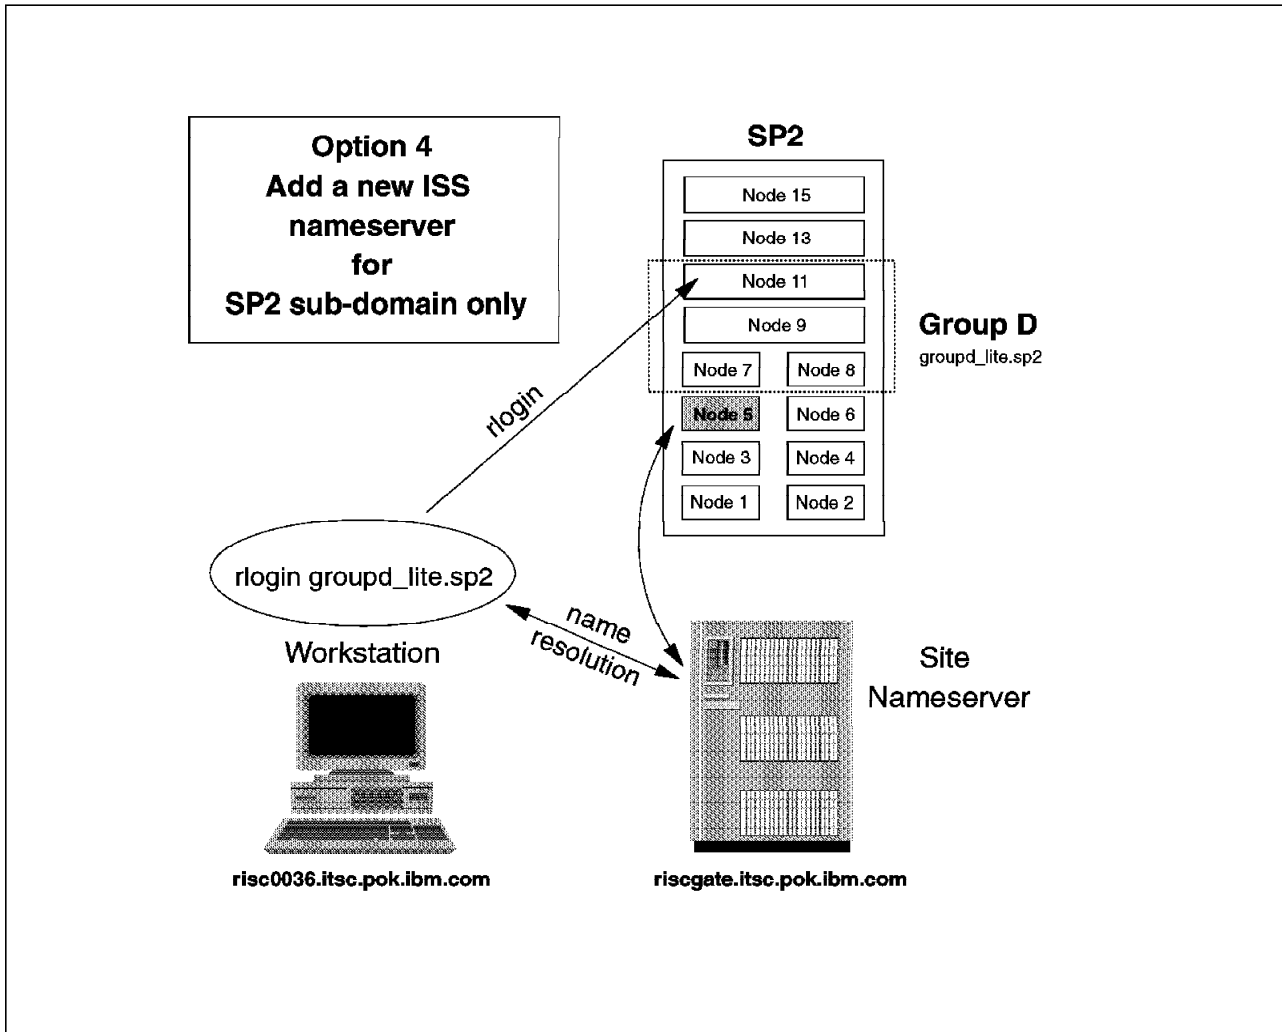 Option 4
Add a new ISS
nameserver
for
SP2 sub-domain only
SP2
Node 15
Node 13
Node 11
Node 9
Node 7
Node 8
Node 5
Node 6
Node 3
Node 4
Node 1
Node 2
Group D
groupd_lite.sp2
rlogin
rlogin groupd_lite.sp2
name
resolution
Workstation
Site
Nameserver
risc0036.itsc.pok.ibm.com
riscgate.itsc.pok.ibm.com